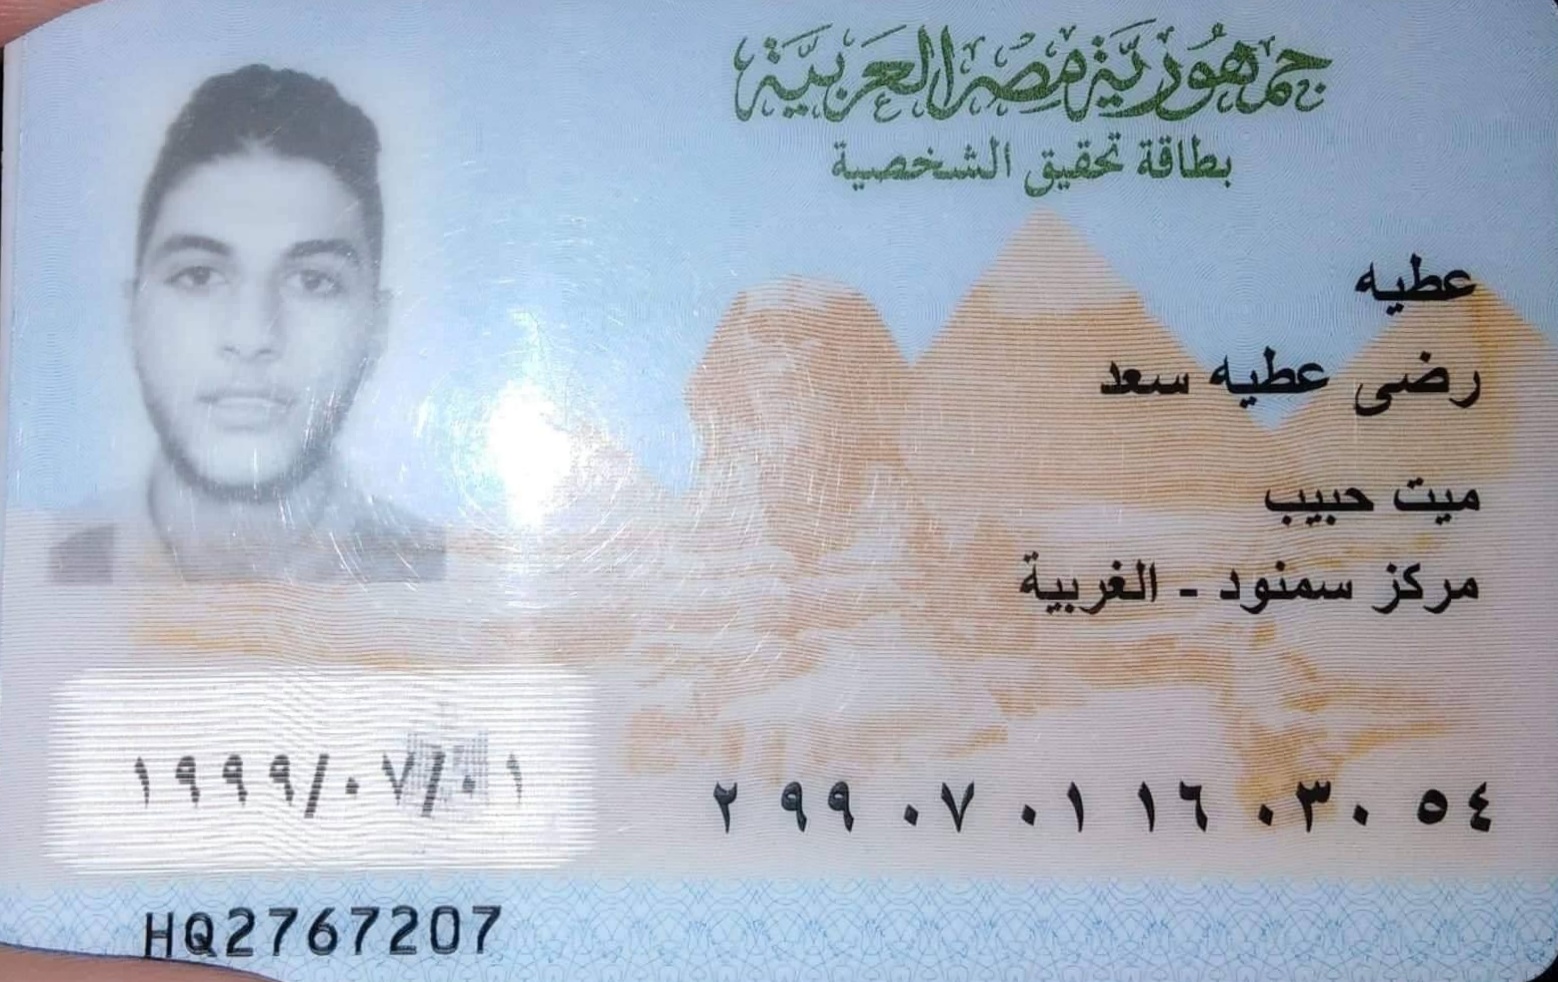 جمهورية مصر العربية
بطاقة تحقيق الشخصية
عطيه
رضى عطيه سعد
ميت حبيب
مركز سمنود - الغربية
١٩٩٩/٠٧/٠١
٢ ٩٩ ٠٧ ٠١ ١٦ ٠٣٠ ٥٤
HQ2767207